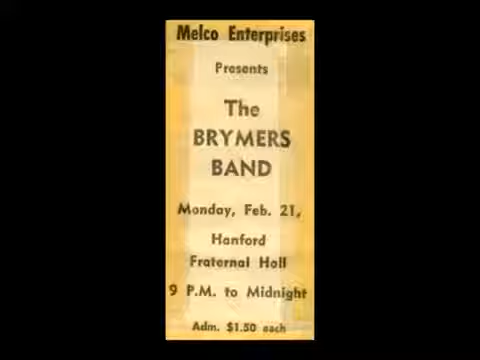 Melco Enterprises
Presents
The
BRYMERS
BAND
Monday, Feb. 21,
Hanford
Fraternal Hall
9 P.M. to Midnight
Adm. $1.50 each